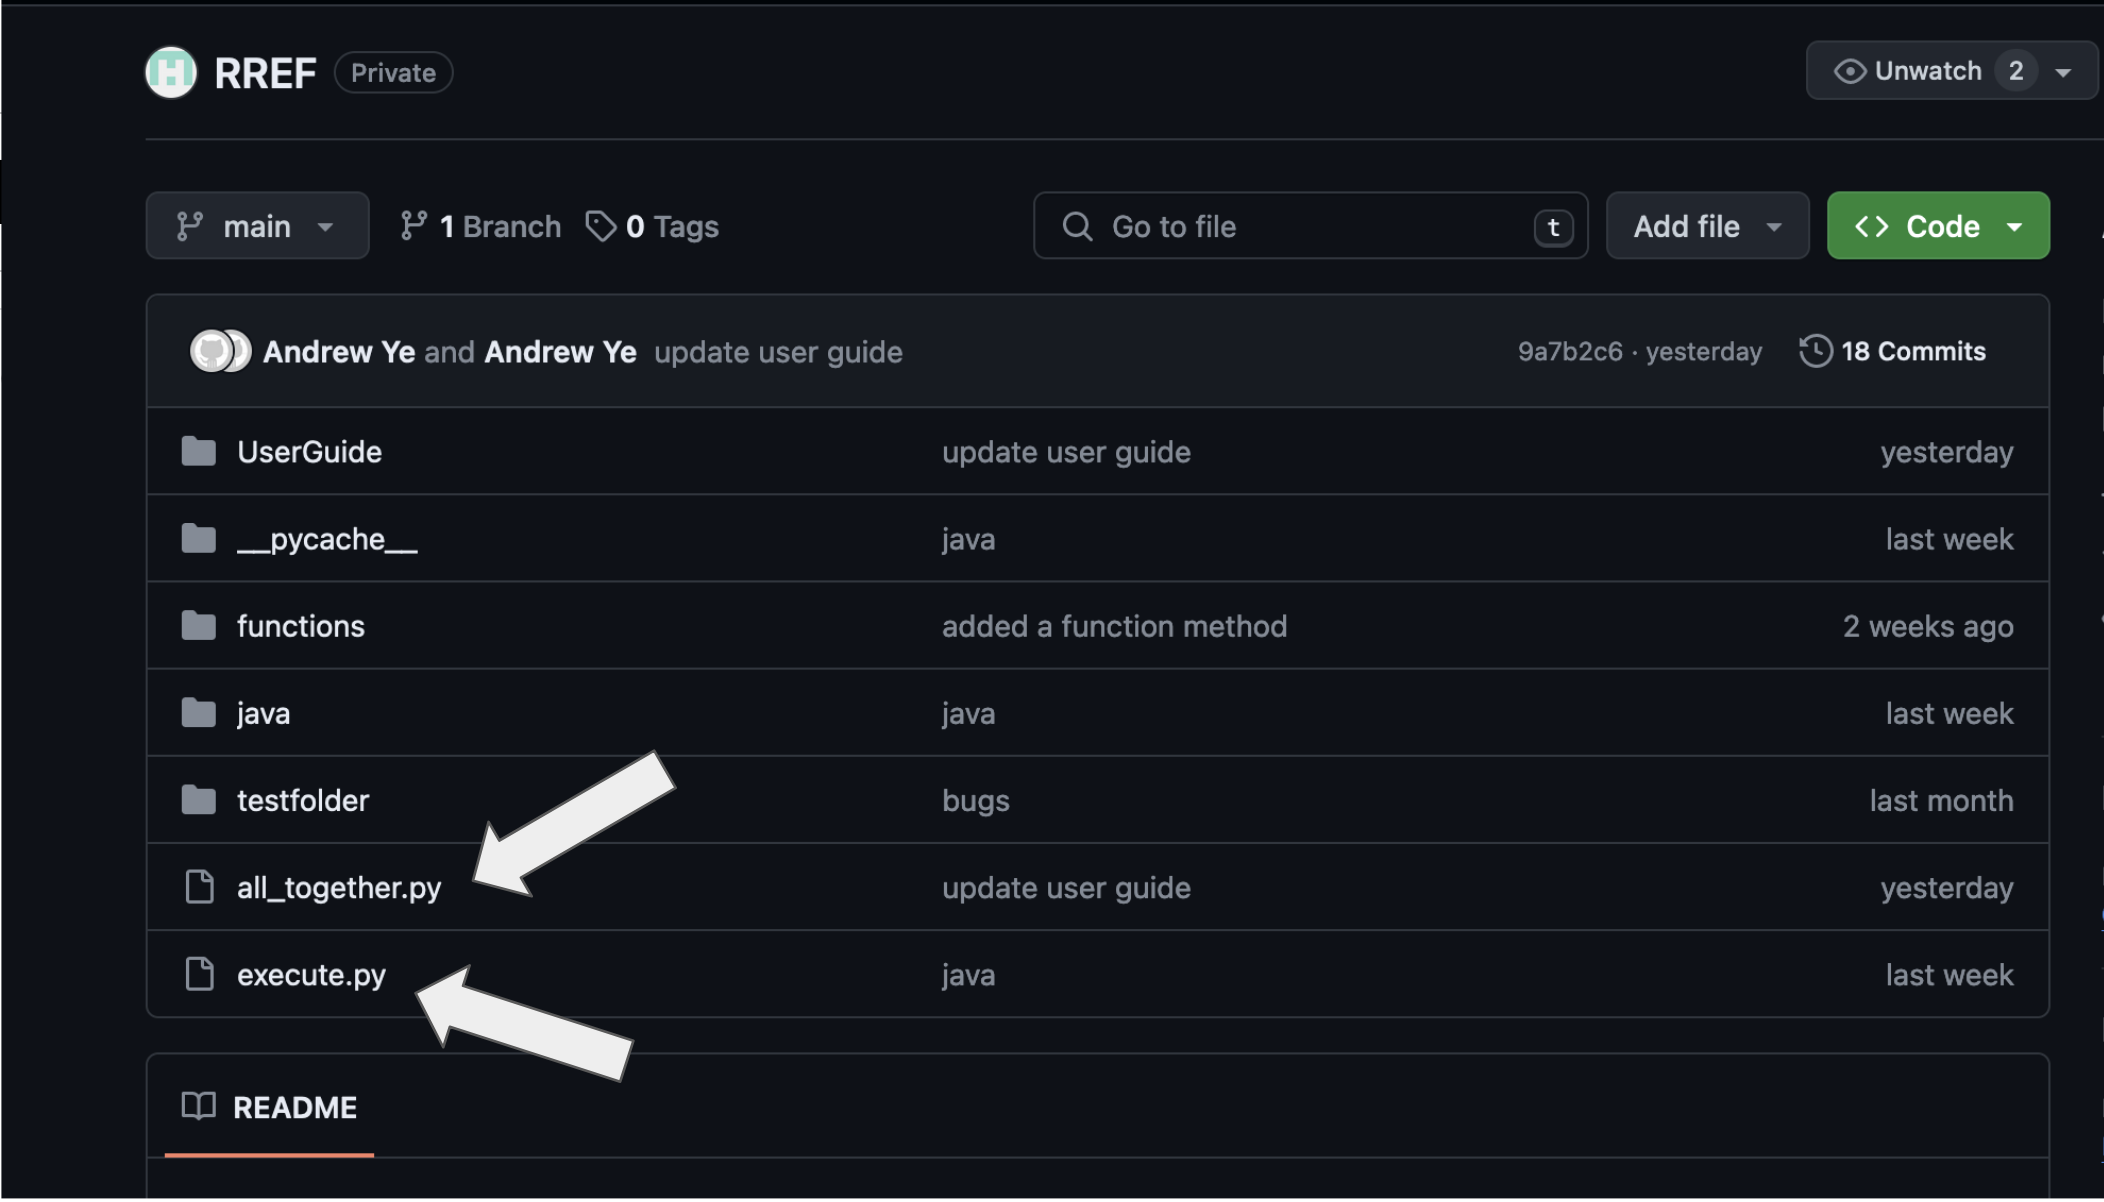 H RREF Private Unwatch 2
main 1 Branch 0 Tags Go to file t Add file <> Code
Andrew Ye and Andrew Ye update user guide 9a7b2c6 · yesterday 18 Commits
UserGuide update user guide yesterday
__pycache__ java last week
functions added a function method 2 weeks ago
java java last week
testfolder bugs last month
all_together.py update user guide yesterday
execute.py java last week
README